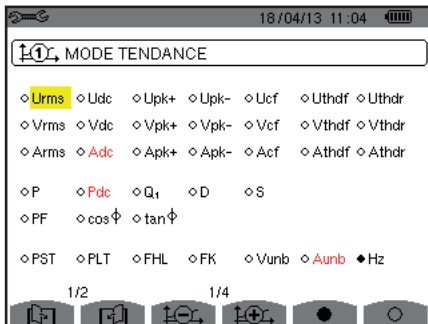 18/04/13 11:04
1 MODE TENDANCE
Urms Udc Upk+ Upk- Ucf Uthdf Uthdr
Vrms Vdc Vpk+ Vpk- Vcf Vthdf Vthdr
Arms Adc Apk+ Apk- Acf Athdf Athdr
P Pdc Q₁ D S
PF cosΦ tanΦ
PST PLT FHL FK Vunb Aunb Hz
1/2 1/4